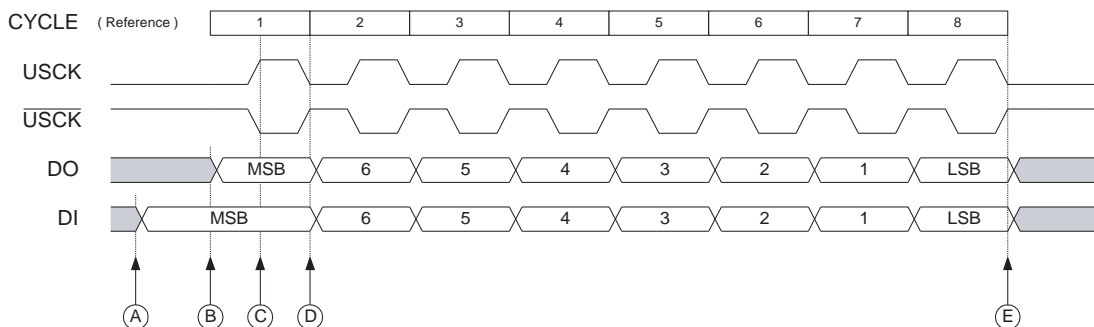 CYCLE ( Reference ) 1 2 3 4 5 6 7 8
USCK
USCK
DO MSB 6 5 4 3 2 1 LSB
DI MSB 6 5 4 3 2 1 LSB
A B C D E